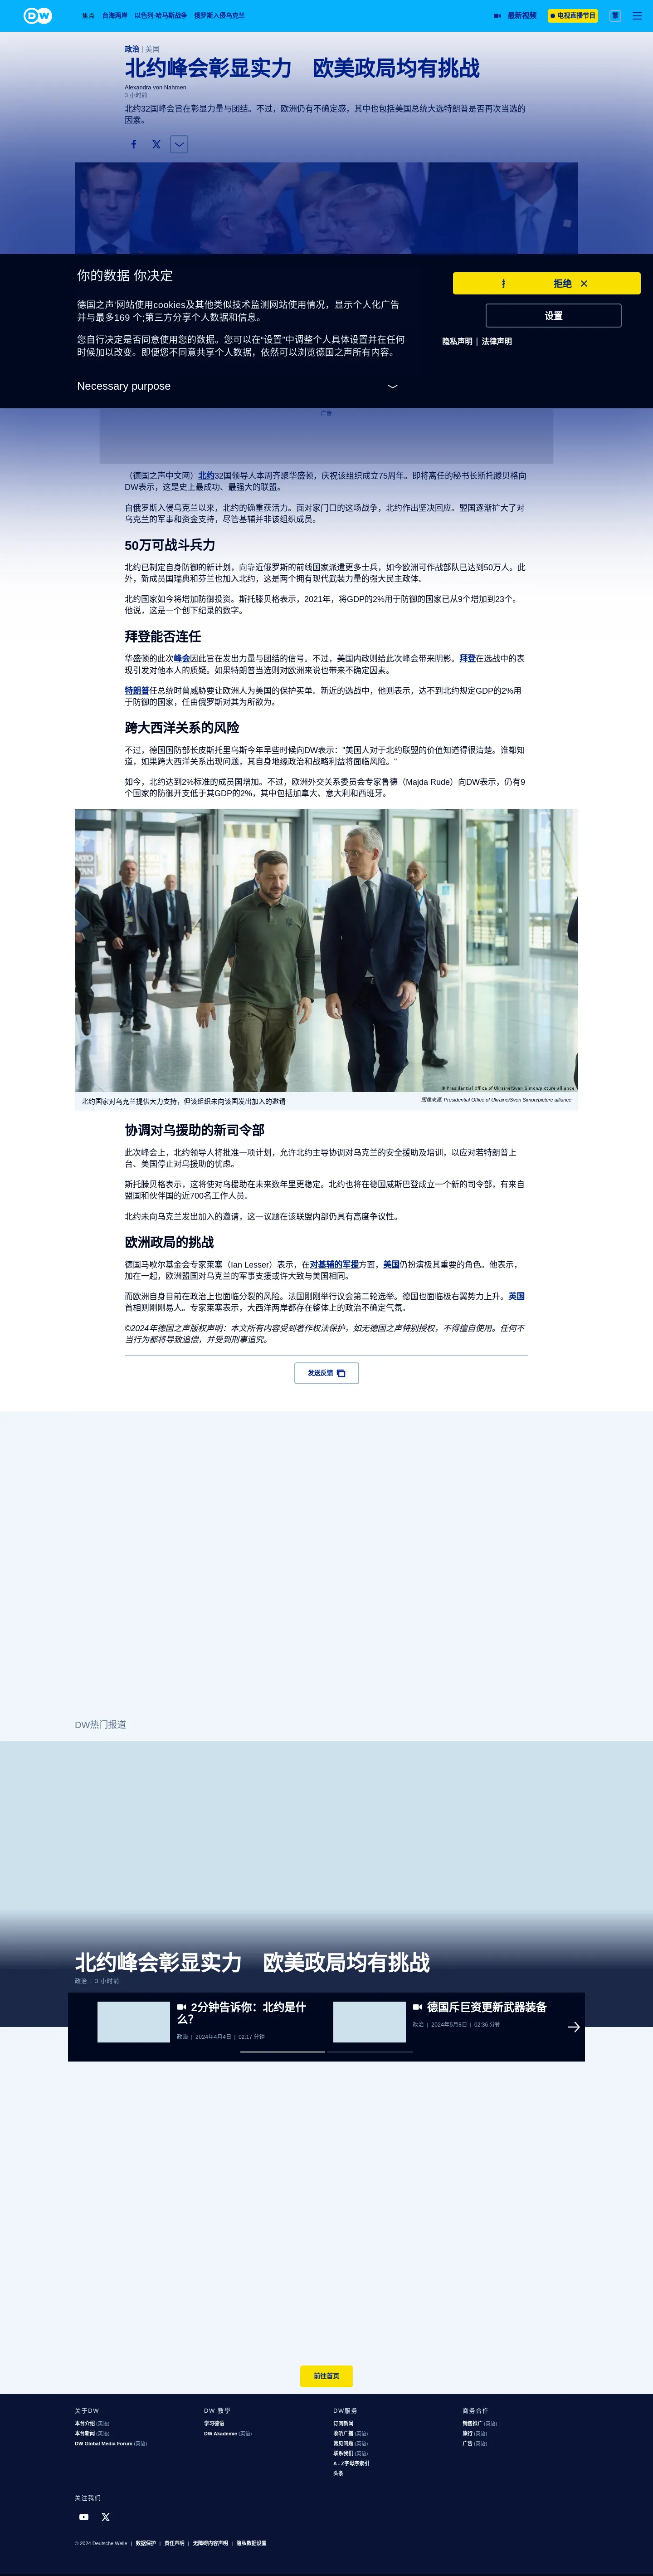 DW
焦点 台海两岸 以色列-哈马斯战争 俄罗斯入侵乌克兰
最新视频
电视直播节目
繁
政治 | 美国
北约峰会彰显实力　欧美政局均有挑战
Alexandra von Nahmen
3 小时前
北约32国峰会旨在彰显力量与团结。不过，欧洲仍有不确定感，其中也包括美国总统大选特朗普是否再次当选的
因素。
你的数据 你决定
拒绝
德国之声'网站使用cookies及其他类似技术监测网站使用情况，显示个人化广告
并与最多169 个;第三方分享个人数据和信息。
设置
隐私声明 | 法律声明
您自行决定是否同意使用您的数据。您可以在“设置”中调整个人具体设置并在任何
时候加以改变。即便您不同意共享个人数据，依然可以浏览德国之声所有内容。
Necessary purpose
广告
（德国之声中文网）北约32国领导人本周齐聚华盛顿，庆祝该组织成立75周年。即将离任的秘书长斯托滕贝格向
DW表示，这是史上最成功、最强大的联盟。
自俄罗斯入侵乌克兰以来，北约的确重获活力。面对家门口的这场战争，北约作出坚决回应。盟国逐渐扩大了对
乌克兰的军事和资金支持，尽管基辅并非该组织成员。
50万可战斗兵力
北约已制定自身防御的新计划，向靠近俄罗斯的前线国家派遣更多士兵，如今欧洲可作战部队已达到50万人。此
外，新成员国瑞典和芬兰也加入北约，这是两个拥有现代武装力量的强大民主政体。
北约国家如今将增加防御投资。斯托滕贝格表示，2021年，将GDP的2%用于防御的国家已从9个增加到23个。
他说，这是一个创下纪录的数字。
拜登能否连任
华盛顿的此次峰会因此旨在发出力量与团结的信号。不过，美国内政则给此次峰会带来阴影。拜登在选战中的表
现引发对他本人的质疑。如果特朗普当选则对欧洲来说也带来不确定因素。
特朗普任总统时曾威胁要让欧洲人为美国的保护买单。新近的选战中，他则表示，达不到北约规定GDP的2%用
于防御的国家，任由俄罗斯对其为所欲为。
跨大西洋关系的风险
不过，德国国防部长皮斯托里乌斯今年早些时候向DW表示："美国人对于北约联盟的价值知道得很清楚。谁都知
道，如果跨大西洋关系出现问题，其自身地缘政治和战略利益将面临风险。"
如今，北约达到2%标准的成员国增加。不过，欧洲外交关系委员会专家鲁德（Majda Rude）向DW表示，仍有9
个国家的防御开支低于其GDP的2%，其中包括加拿大、意大利和西班牙。
© Presidential Office of Ukraine/Sven Simon/picture alliance
北约国家对乌克兰提供大力支持，但该组织未向该国发出加入的邀请
图像来源: Presidential Office of Ukraine/Sven Simon/picture alliance
协调对乌援助的新司令部
此次峰会上，北约领导人将批准一项计划，允许北约主导协调对乌克兰的安全援助及培训，以应对若特朗普上
台、美国停止对乌援助的忧虑。
斯托滕贝格表示，这将使对乌援助在未来数年里更稳定。北约也将在德国威斯巴登成立一个新的司令部，有来自
盟国和伙伴国的近700名工作人员。
北约未向乌克兰发出加入的邀请，这一议题在该联盟内部仍具有高度争议性。
欧洲政局的挑战
德国马歇尔基金会专家莱塞（Ian Lesser）表示，在对基辅的军援方面，美国仍扮演极其重要的角色。他表示，
加在一起，欧洲盟国对乌克兰的军事支援或许大致与美国相同。
而欧洲自身目前在政治上也面临分裂的风险。法国刚刚举行议会第二轮选举。德国也面临极右翼势力上升。英国
首相则刚刚易人。专家莱塞表示，大西洋两岸都存在整体上的政治不确定气氛。
©2024年德国之声版权声明：本文所有内容受到著作权法保护，如无德国之声特别授权，不得擅自使用。任何不
当行为都将导致追偿，并受到刑事追究。
发送反馈
DW热门报道
北约峰会彰显实力　欧美政局均有挑战
政治 | 3 小时前
2分钟告诉你：北约是什
么？
政治 | 2024年4月4日 | 02:17 分钟
德国斥巨资更新武器装备
政治 | 2024年5月8日 | 02:36 分钟
前往首页
关于DW
本台介绍 (英语)
本台新闻 (英语)
DW Global Media Forum (英语)
DW 教學
学习德语
DW Akademie (英语)
DW服务
订阅新闻
收听广播 (英语)
常见问题 (英语)
联系我们 (英语)
A - Z字母序索引
头条
商务合作
销售推广 (英语)
旅行 (英语)
广告 (英语)
关注我们
© 2024 Deutsche Welle | 数据保护 | 责任声明 | 无障碍内容声明 | 隐私数据设置